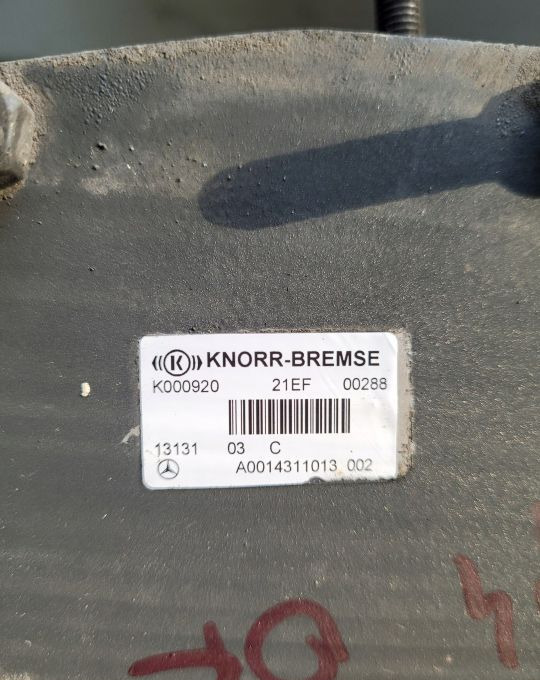 KNORR-BREMSE
K000920 21EF 00288
13131 03 C
A0014311013 002